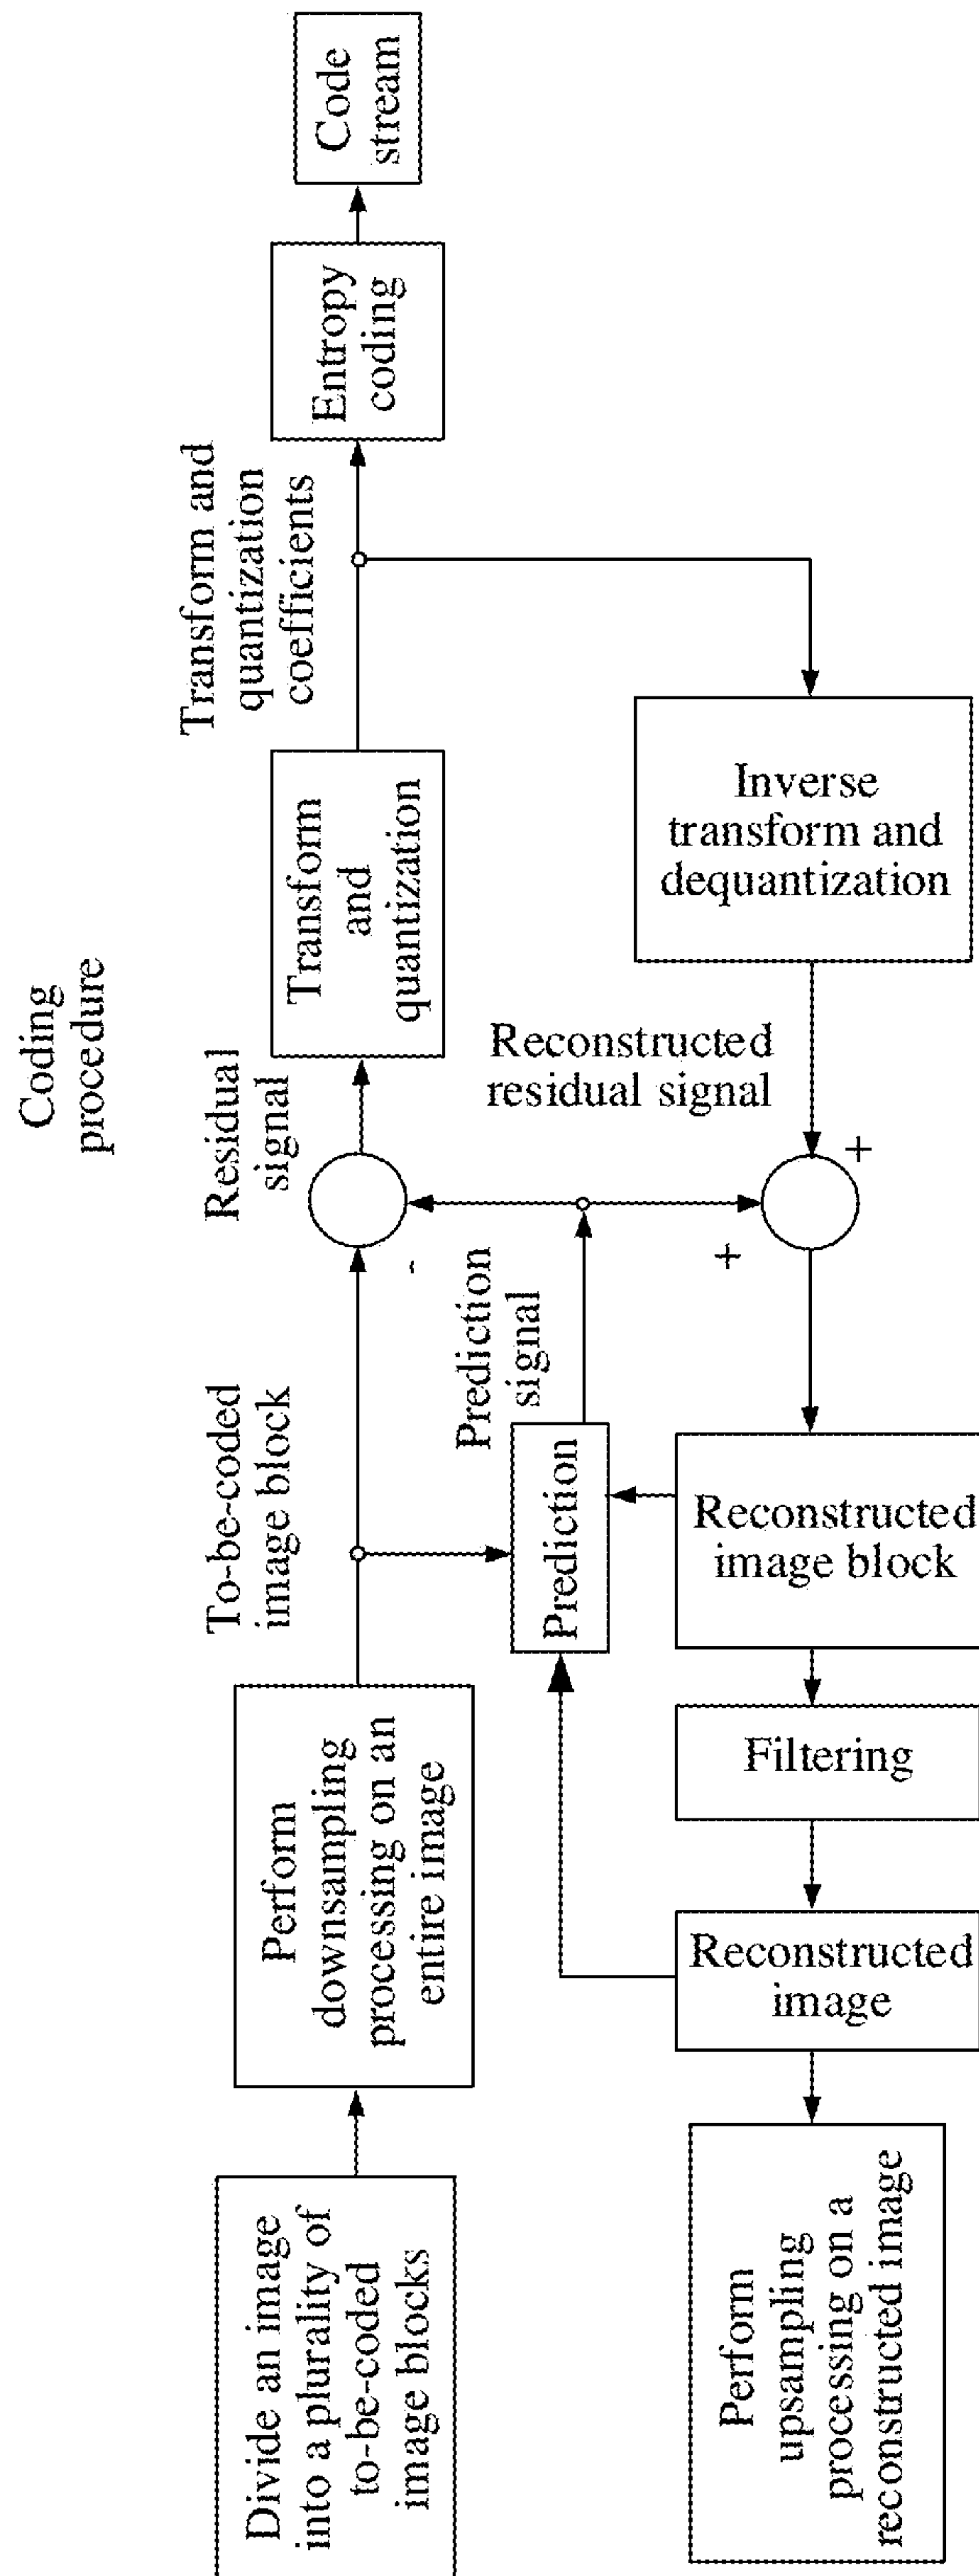 Coding
procedure
Divide an image
into a plurality of
to-be-coded
image blocks
Perform
downsampling
processing on an
entire image
To-be-coded
image block
-
Residual
signal
Transform
and
quantization
Transform and
quantization
coefficients
Entropy
coding
Code
stream
Prediction
Prediction
signal
Inverse
transform and
dequantization
Reconstructed
residual signal
+
+
Reconstructed
image block
Filtering
Reconstructed
image
Perform
upsampling
processing on a
reconstructed image